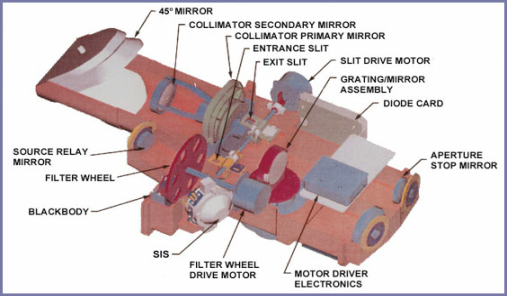 45° MIRROR
COLLIMATOR SECONDARY MIRROR
COLLIMATOR PRIMARY MIRROR
ENTRANCE SLIT
EXIT SLIT
SLIT DRIVE MOTOR
GRATING/MIRROR
ASSEMBLY
DIODE CARD
SOURCE RELAY
MIRROR
FILTER WHEEL
BLACKBODY
SIS
FILTER WHEEL
DRIVE MOTOR
MOTOR DRIVER
ELECTRONICS
APERTURE
STOP MIRROR